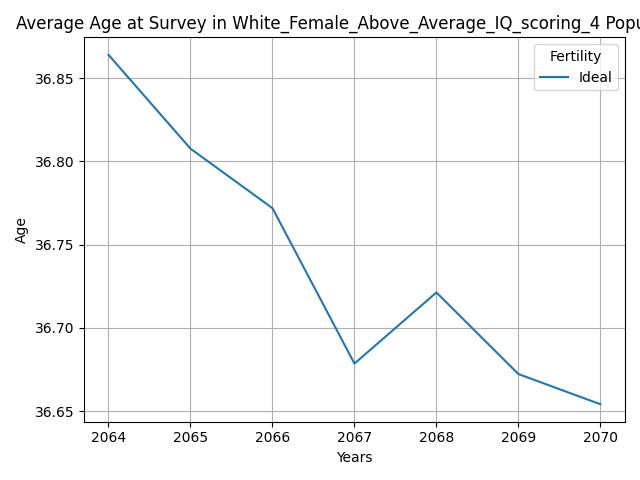 Average Age at Survey in White_Female_Above_Average_IQ_scoring_4 Popu
Fertility
Ideal
36.85
36.80
36.75
36.70
36.65
Age
2064 2065 2066 2067 2068 2069 2070
Years